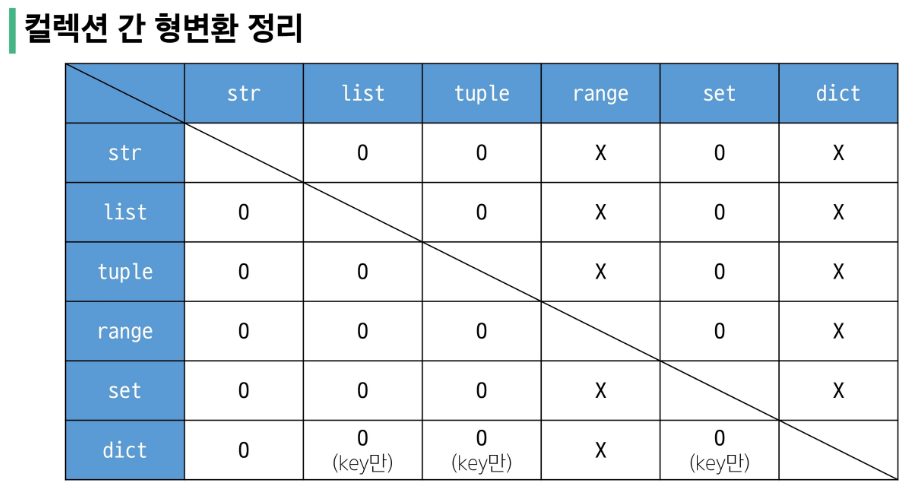 컬렉션 간 형변환 정리
str list tuple range set dict
str O O X O X
list O O X O X
tuple O O X O X
range O O O O X
set O O O X X
dict O O O X O
(key만) (key만) (key만)